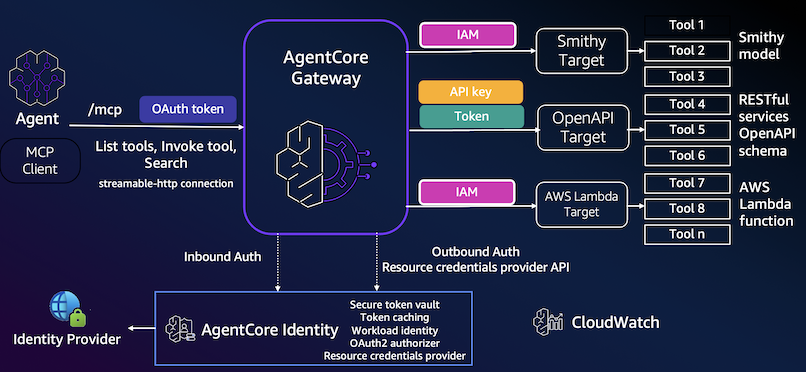 Agent
MCP
Client
/mcp
OAuth token
List tools, Invoke tool,
Search
streamable-http connection
AgentCore
Gateway
IAM
API key
Token
IAM
Smithy
Target
OpenAPI
Target
AWS Lambda
Target
Tool 1
Tool 2
Tool 3
Tool 4
Tool 5
Tool 6
Tool 7
Tool 8
Tool n
Smithy
model
RESTful
services
OpenAPI
schema
AWS
Lambda
function
Inbound Auth
Outbound Auth
Resource credentials provider API
Identity Provider
AgentCore Identity
Secure token vault
Token caching
Workload identity
OAuth2 authorizer
Resource credentials provider
CloudWatch